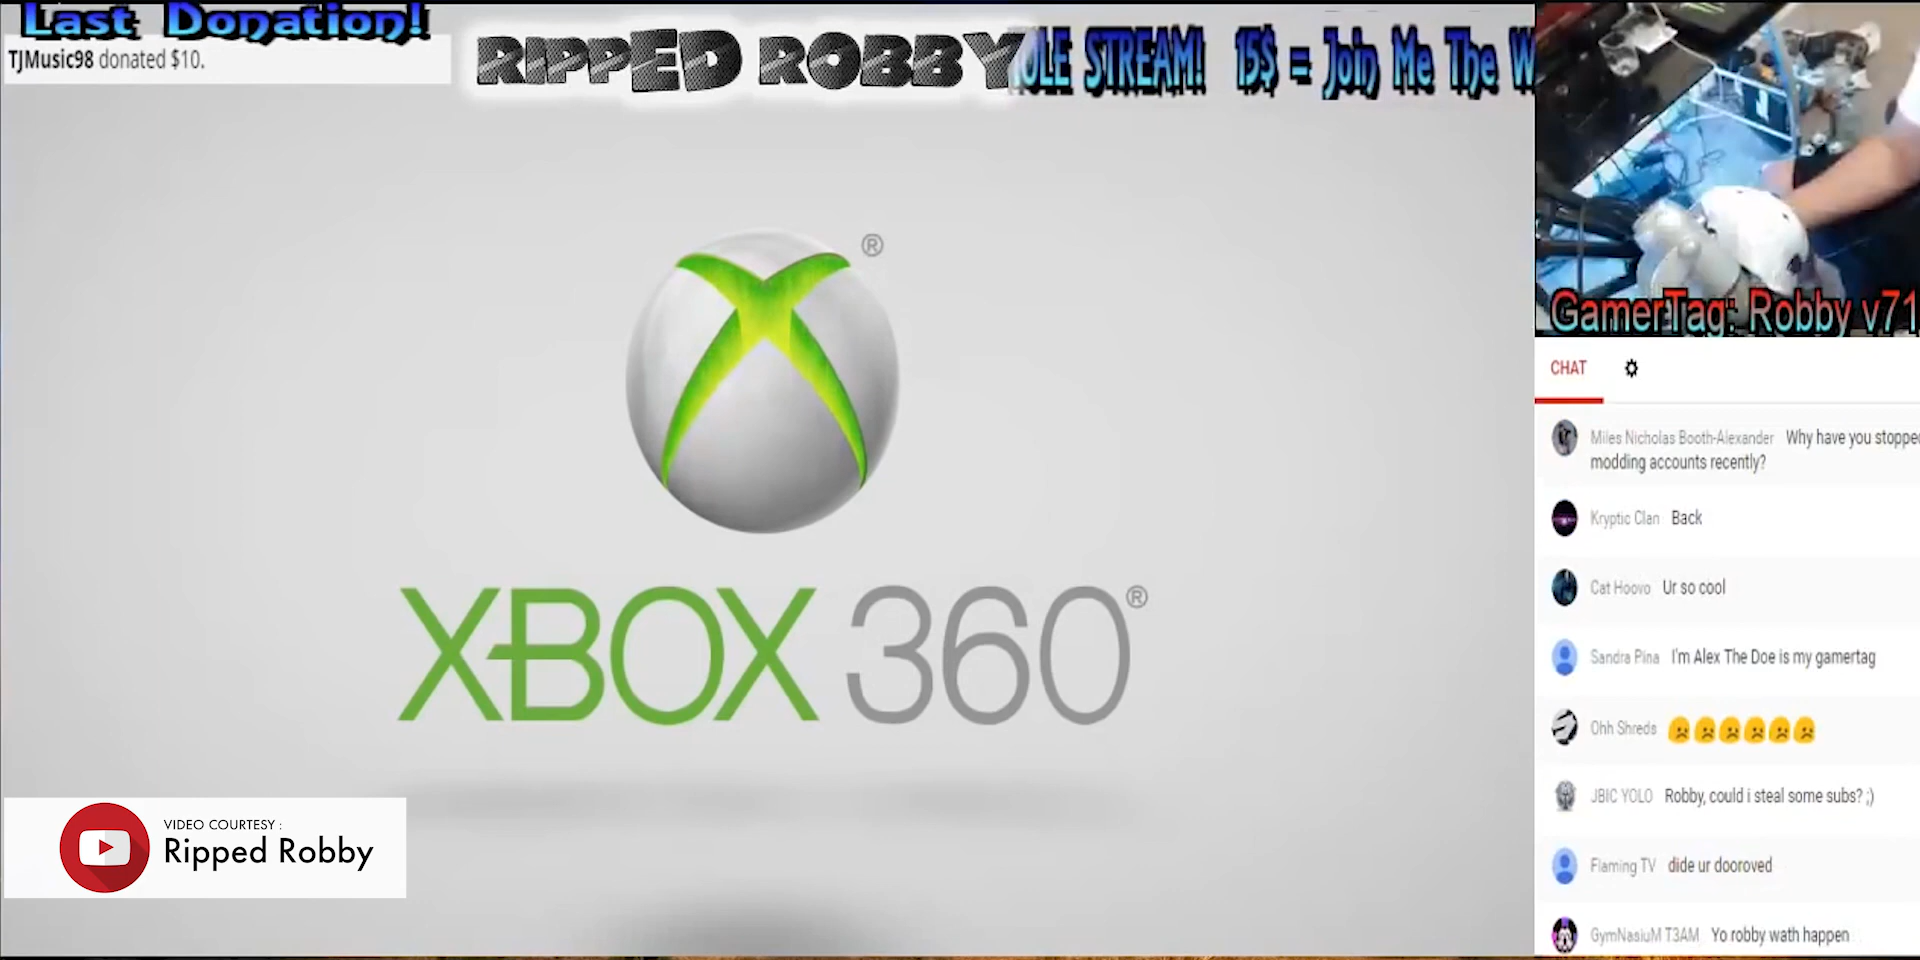 Last Donation!
TJMusic98 donated $10.
RIPPED ROBBY
OLE STREAM! 15$ = Join Me The W
GamerTag: Robby v71
®
XBOX 360®
VIDEO COURTESY :
Ripped Robby
CHAT
Miles Nicholas Booth-Alexander Why have you stopped
modding accounts recently?
Kryptic Clan Back
Cat Hoovo Ur so cool
Sandra Pina I'm Alex The Doe is my gamertag
Ohh Shreds
JBIC YOLO Robby, could i steal some subs? ;)
Flaming TV dide ur dooroved
GymNasiuM T3AM Yo robby wath happen